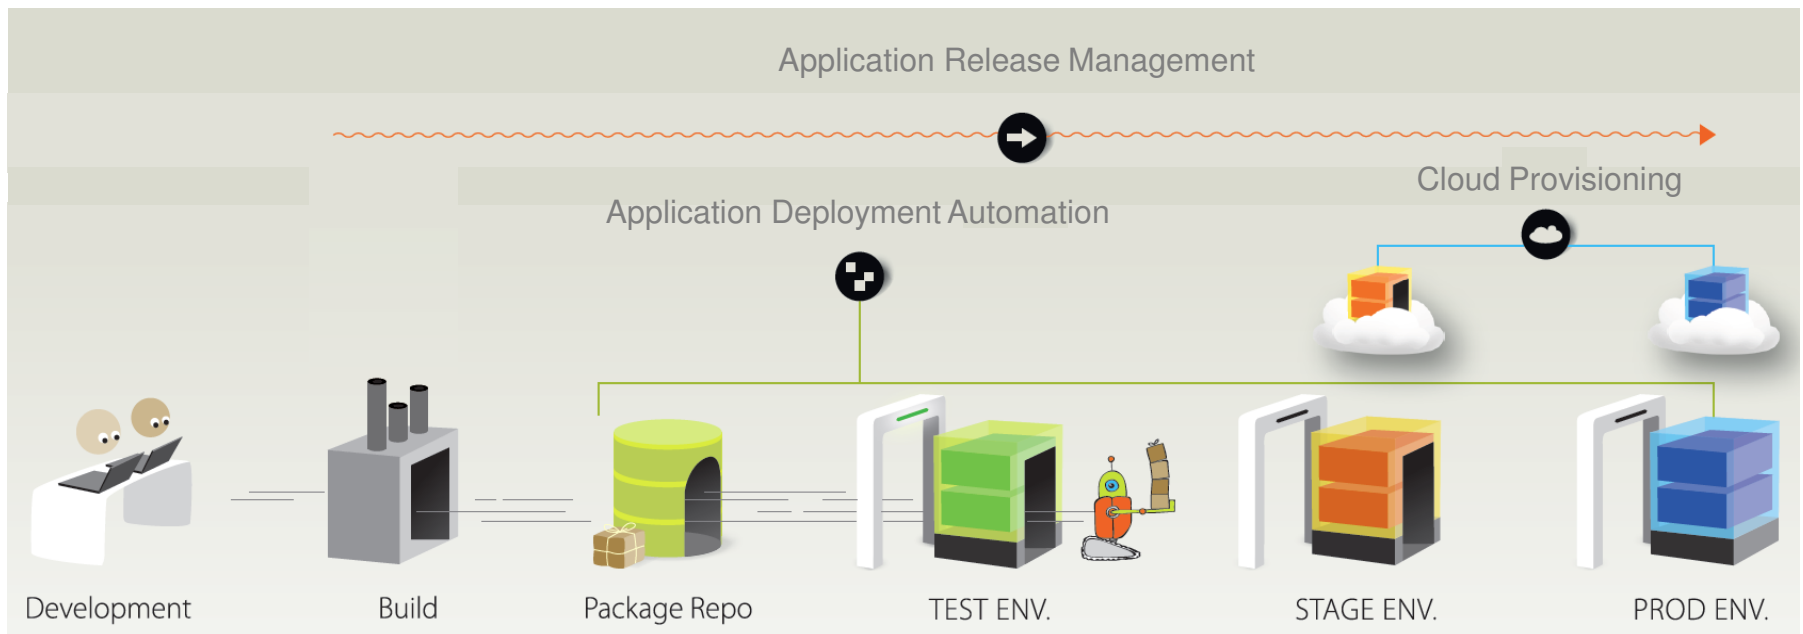 Application Release Management
Cloud Provisioning
Application Deployment Automation
Development
Build
Package Repo
TEST ENV.
STAGE ENV.
PROD ENV.